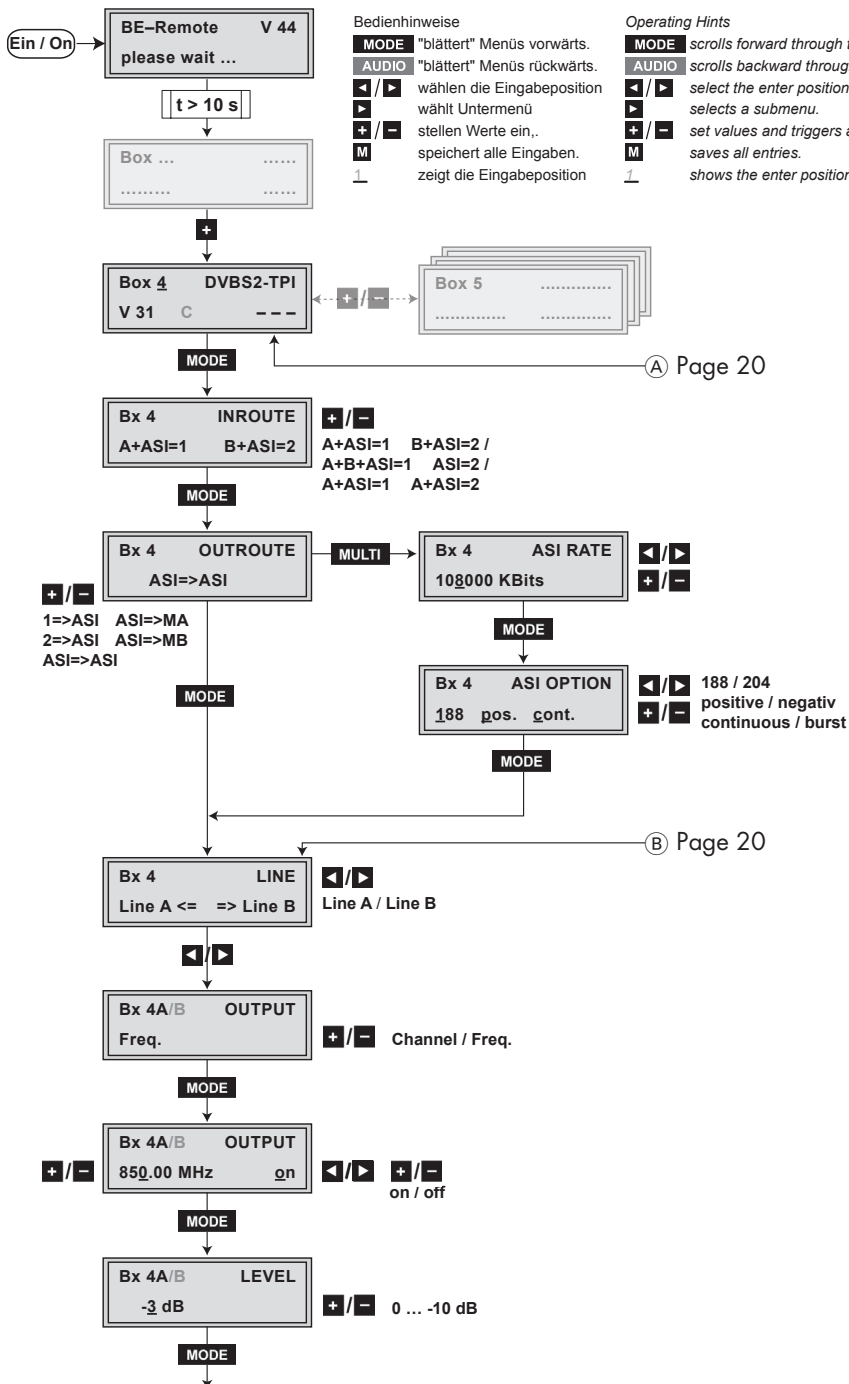 Ein / On
BE–Remote V 44
please wait ...
t > 10 s
Box ... ......
......... ......
+
Bedienhinweise
MODE "blättert" Menüs vorwärts.
AUDIO "blättert" Menüs rückwärts.
◄ / ► wählen die Eingabeposition
► wählt Untermenü
+ / − stellen Werte ein,.
M speichert alle Eingaben.
1 zeigt die Eingabeposition
Operating Hints
MODE scrolls forward through
AUDIO scrolls backward through
◄ / ► select the enter position
► selects a submenu.
+ / − set values and triggers
M saves all entries.
1 shows the enter position
Box 4 DVBS2-TPI
V 31 C – – –
+ / −
Box 5 ..............
.............. ..............
A Page 20
MODE
Bx 4 INROUTE
A+ASI=1 B+ASI=2
+ / −
A+ASI=1 B+ASI=2 /
A+B+ASI=1 ASI=2 /
A+ASI=1 A+ASI=2
MODE
Bx 4 OUTROUTE
ASI=>ASI
+ / −
1=>ASI ASI=>MA
2=>ASI ASI=>MB
ASI=>ASI
MULTI
Bx 4 ASI RATE
108000 KBits
◄ / ►
+ / −
MODE
Bx 4 ASI OPTION
188 pos. cont.
◄ / ►
+ / −
188 / 204
positive / negativ
continuous / burst
MODE
MODE
B Page 20
Bx 4 LINE
Line A <= => Line B
◄ / ►
Line A / Line B
◄ / ►
Bx 4A/B OUTPUT
Freq.
+ / − Channel / Freq.
MODE
+ / −
Bx 4A/B OUTPUT
850.00 MHz on
◄ / ► + / −
on / off
MODE
Bx 4A/B LEVEL
-3 dB
+ / − 0 ... -10 dB
MODE